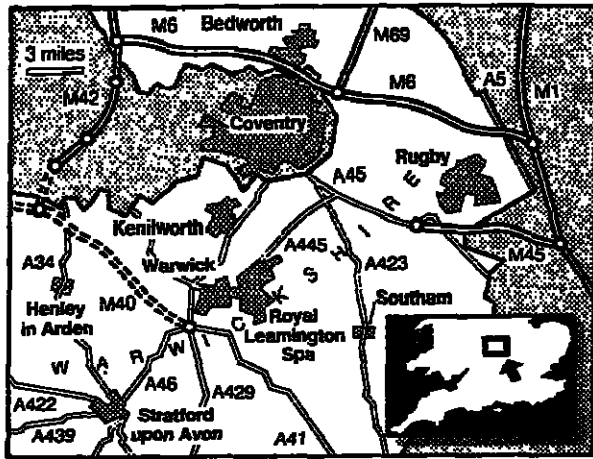 M6
Bedworth
M69
3 miles
M42
M6
A5
M1
Coventry
Rugby
A45
Kenilworth
A34
Warwick
A445
A423
M45
M40
Henley
in Arden
Royal
Leamington
Spa
Southam
WARWICKSHIRE
A46
A429
A422
Stratford
upon Avon
A439
A41